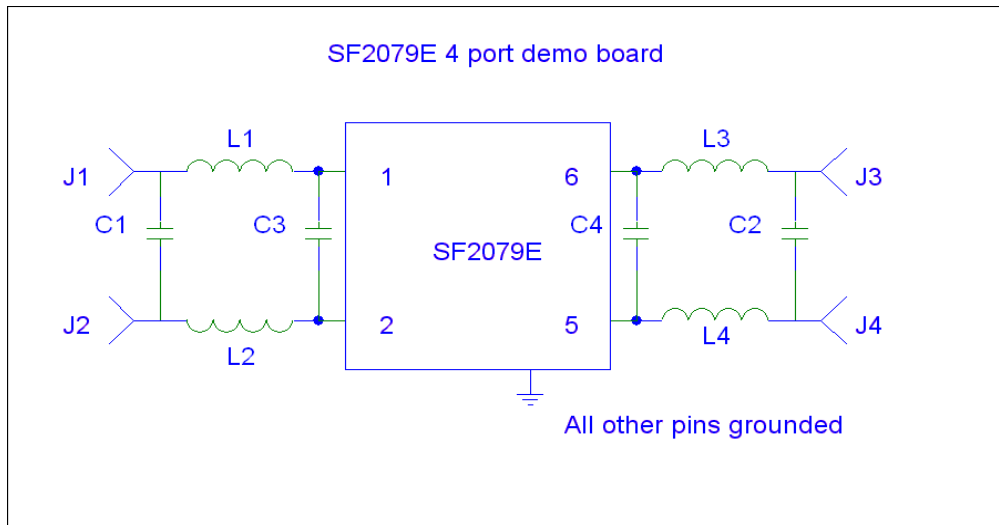 SF2079E 4 port demo board
L1
L3
J1
1
6
J3
C1
C3
C4
C2
SF2079E
J2
2
5
J4
L2
L4
All other pins grounded